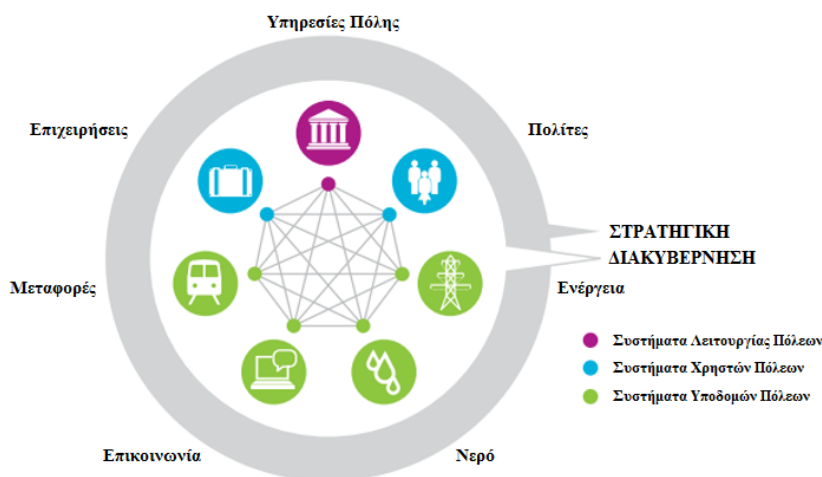 Υπηρεσίες Πόλης
Επιχειρήσεις
Πολίτες
ΣΤΡΑΤΗΓΙΚΗ
ΔΙΑΚΥΒΕΡΝΗΣΗ
Μεταφορές
Ενέργεια
Συστήματα Λειτουργίας Πόλεων
Συστήματα Χρηστών Πόλεων
Συστήματα Υποδομών Πόλεων
Επικοινωνία
Νερό